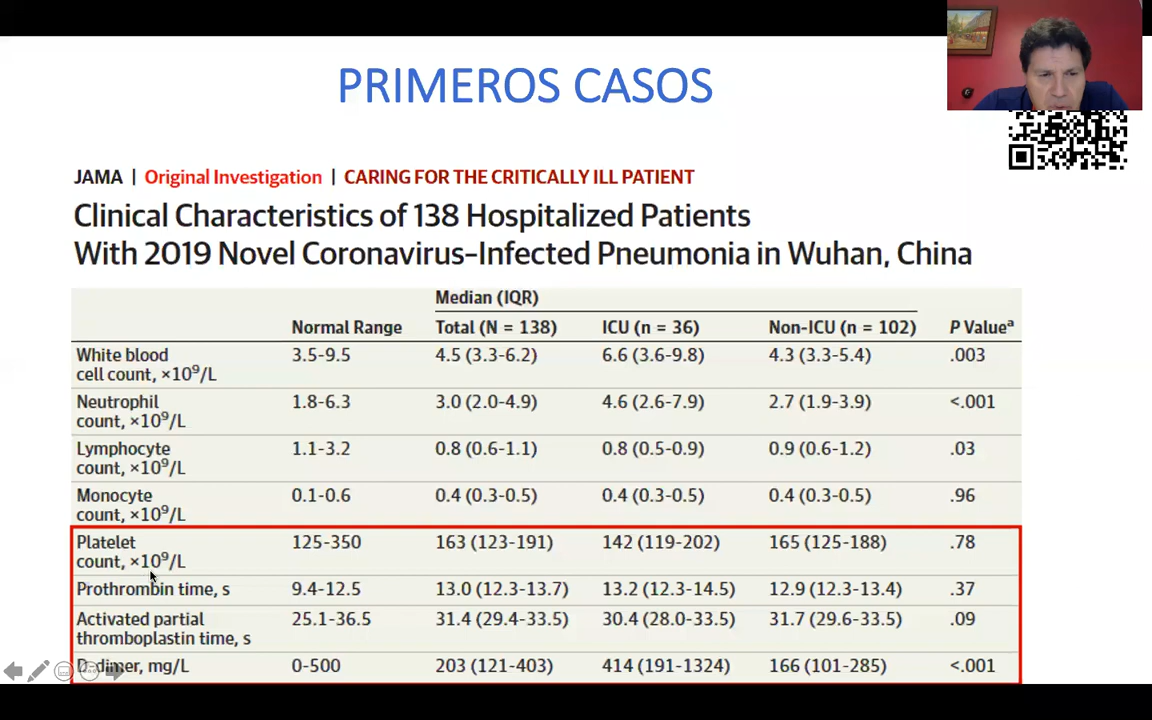 PRIMEROS CASOS
JAMA | Original Investigation | CARING FOR THE CRITICALLY ILL PATIENT
Clinical Characteristics of 138 Hospitalized Patients
With 2019 Novel Coronavirus–Infected Pneumonia in Wuhan, China
Median (IQR)
Normal Range Total (N = 138) ICU (n = 36) Non-ICU (n = 102) P Valueᵃ
White blood
cell count, ×10⁹/L 3.5-9.5 4.5 (3.3-6.2) 6.6 (3.6-9.8) 4.3 (3.3-5.4) .003
Neutrophil
count, ×10⁹/L 1.8-6.3 3.0 (2.0-4.9) 4.6 (2.6-7.9) 2.7 (1.9-3.9) <.001
Lymphocyte
count, ×10⁹/L 1.1-3.2 0.8 (0.6-1.1) 0.8 (0.5-0.9) 0.9 (0.6-1.2) .03
Monocyte
count, ×10⁹/L 0.1-0.6 0.4 (0.3-0.5) 0.4 (0.3-0.5) 0.4 (0.3-0.5) .96
Platelet
count, ×10⁹/L 125-350 163 (123-191) 142 (119-202) 165 (125-188) .78
Prothrombin time, s 9.4-12.5 13.0 (12.3-13.7) 13.2 (12.3-14.5) 12.9 (12.3-13.4) .37
Activated partial
thromboplastin time, s 25.1-36.5 31.4 (29.4-33.5) 30.4 (28.0-33.5) 31.7 (29.6-33.5) .09
D-dimer, mg/L 0-500 203 (121-403) 414 (191-1324) 166 (101-285) <.001